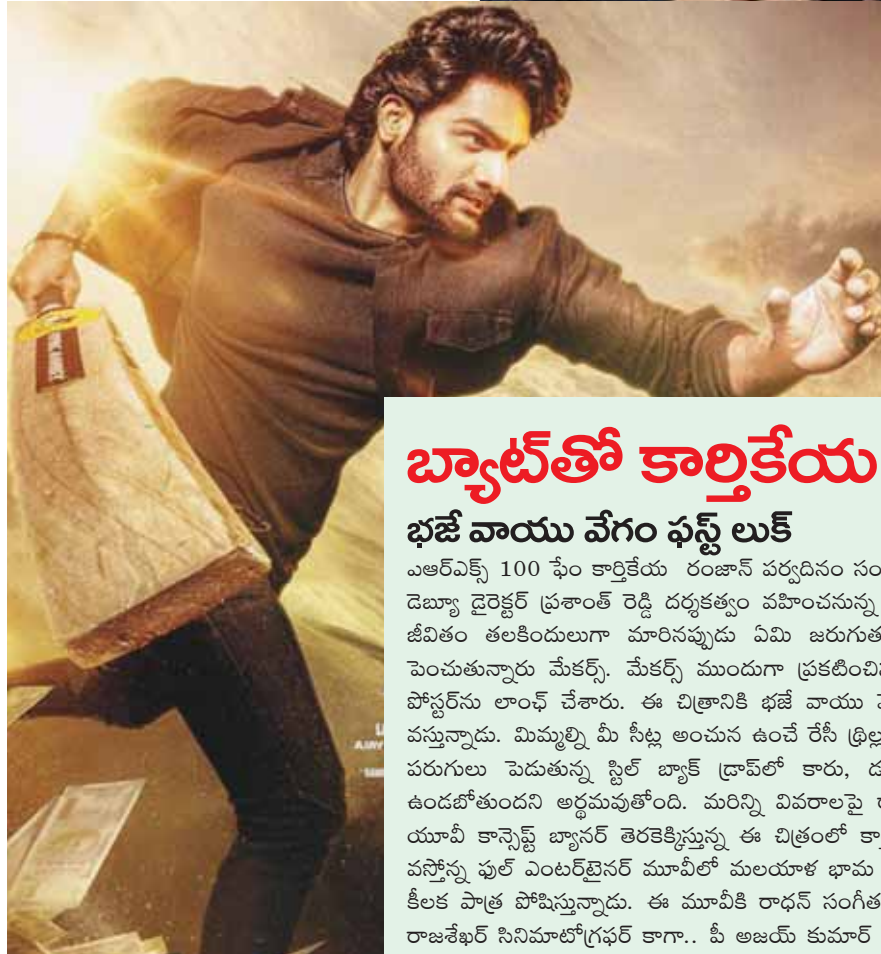 బ్యాట్‌తో కార్తికేయ
భజే వాయు వేగం ఫస్ట్ లుక్
ఎఆర్ఎక్స్ 100 ఫేం కార్తికేయ రంజాన్ పర్వదినం సం
డెబ్యూ డైరెక్టర్ ప్రశాంత్ రెడ్డి దర్శకత్వం వహించనున్న
జీవితం తలకిందులుగా మారినప్పుడు ఏమి జరుగుత
పెంచుతున్నారు మేకర్స్. మేకర్స్ ముందుగా ప్రకటించి
పోస్టర్‌ను లాంఛ్ చేశారు. ఈ చిత్రానికి భజే వాయు
వస్తున్నాడు. మిమ్మల్ని మీ సీట్ల అంచున ఉంచే రేసీ థ్రిల్ల
పరుగులు పెడుతున్న స్టిల్ బ్యాక్ డ్రాప్‌లో కారు, డ
ఉండబోతుందని అర్థమవుతోంది. మరిన్ని వివరాలపై
యూవీ కాన్సెప్ట్ బ్యానర్ తెరకెక్కిస్తున్న ఈ చిత్రంలో కా
వస్తోన్న ఫుల్ ఎంటర్‌టైనర్ మూవీలో మలయాళ భామ
కీలక పాత్ర పోషిస్తున్నాడు. ఈ మూవీకి రాధన్ సంగీత
రాజశేఖర్ సినిమాటోగ్రఫర్ కాగా.. పీ అజయ్ కుమార్